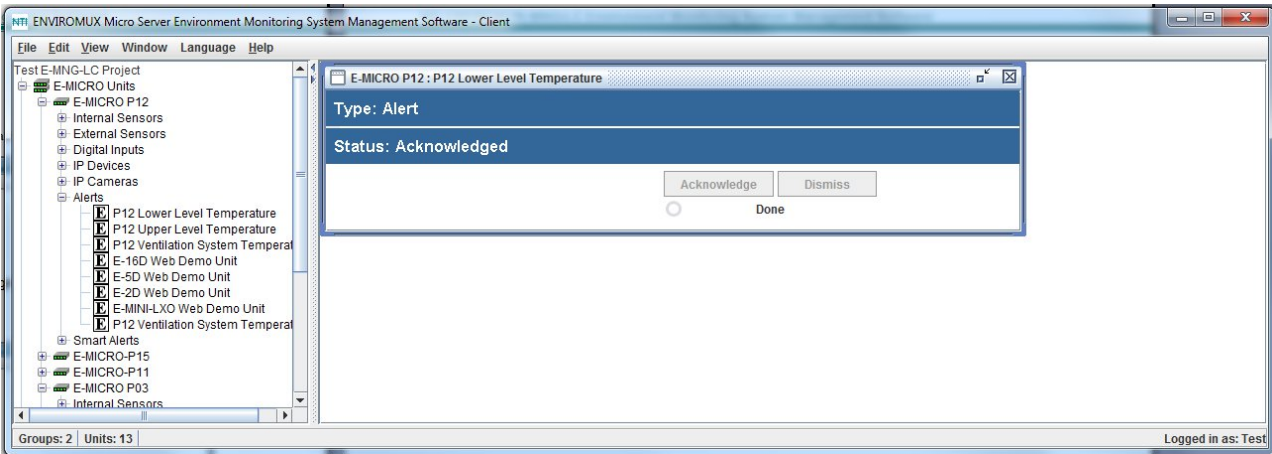 NTI ENVIROMUX Micro Server Environment Monitoring System Management Software - Client
File Edit View Window Language Help
Test E-MNG-LC Project
E-MICRO Units
E-MICRO P12
Internal Sensors
External Sensors
Digital Inputs
IP Devices
IP Cameras
Alerts
E P12 Lower Level Temperature
E P12 Upper Level Temperature
E P12 Ventilation System Temperat
E E-16D Web Demo Unit
E E-5D Web Demo Unit
E E-2D Web Demo Unit
E E-MINI-LXO Web Demo Unit
E P12 Ventilation System Temperat
Smart Alerts
E-MICRO-P15
E-MICRO-P11
E-MICRO P03
Internal Sensors
E-MICRO P12 : P12 Lower Level Temperature
Type: Alert
Status: Acknowledged
Acknowledge Dismiss
Done
Groups: 2 Units: 13 Logged in as: Test